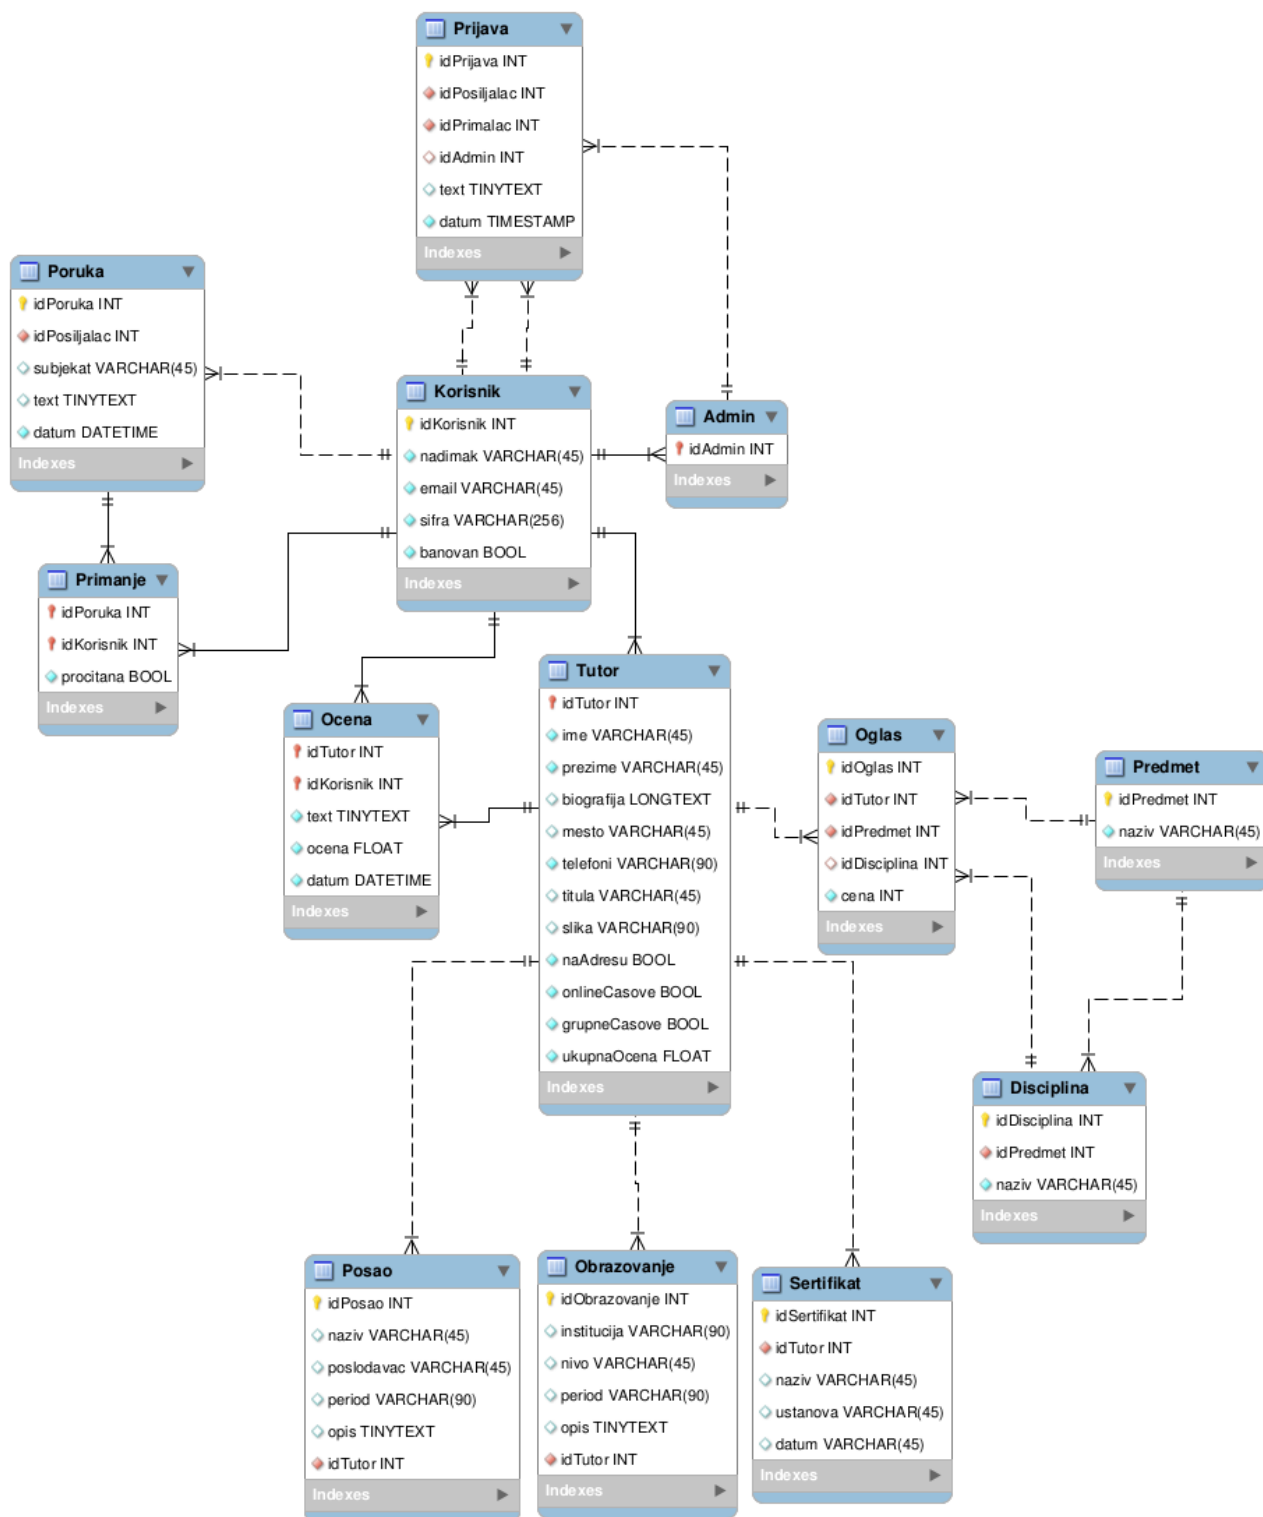 Prijava
idPrijava INT
idPosiljalac INT
idPrimalac INT
idAdmin INT
text TINYTEXT
datum TIMESTAMP
Indexes
Poruka
idPoruka INT
idPosiljalac INT
subjekat VARCHAR(45)
text TINYTEXT
datum DATETIME
Indexes
Korisnik
idKorisnik INT
nadimak VARCHAR(45)
email VARCHAR(45)
sifra VARCHAR(256)
banovan BOOL
Indexes
Admin
idAdmin INT
Indexes
Primanje
idPoruka INT
idKorisnik INT
procitana BOOL
Indexes
Ocena
idTutor INT
idKorisnik INT
text TINYTEXT
ocena FLOAT
datum DATETIME
Indexes
Tutor
idTutor INT
ime VARCHAR(45)
prezime VARCHAR(45)
biografija LONGTEXT
mesto VARCHAR(45)
telefoni VARCHAR(90)
titula VARCHAR(45)
slika VARCHAR(90)
naAdresu BOOL
onlineCasove BOOL
grupneCasove BOOL
ukupnaOcena FLOAT
Indexes
Oglas
idOglas INT
idTutor INT
idPredmet INT
idDisciplina INT
cena INT
Indexes
Predmet
idPredmet INT
naziv VARCHAR(45)
Indexes
Disciplina
idDisciplina INT
idPredmet INT
naziv VARCHAR(45)
Indexes
Posao
idPosao INT
naziv VARCHAR(45)
poslodavac VARCHAR(45)
period VARCHAR(90)
opis TINYTEXT
idTutor INT
Indexes
Obrazovanje
idObrazovanje INT
institucija VARCHAR(90)
nivo VARCHAR(45)
period VARCHAR(90)
opis TINYTEXT
idTutor INT
Indexes
Sertifikat
idSertifikat INT
idTutor INT
naziv VARCHAR(45)
ustanova VARCHAR(45)
datum VARCHAR(45)
Indexes